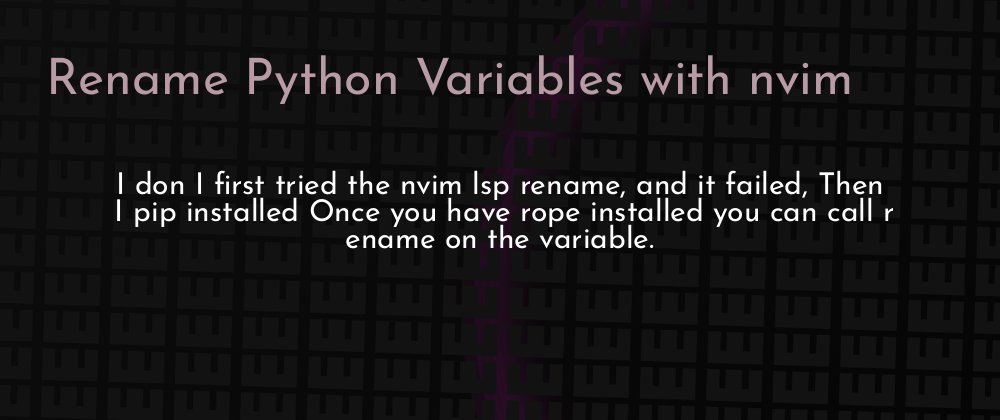 Rename Python Variables with nvim
I don I first tried the nvim lsp rename, and it failed, Then
I pip installed Once you have rope installed you can call r
ename on the variable.